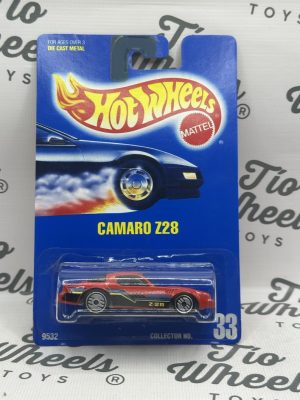 FOR AGES OVER 3
DIE CAST METAL
Hot Wheels
MATTEL
®
CAMARO Z28
Z-28
9532
COLLECTOR NO.
33
Tio
Wheels
TOYS